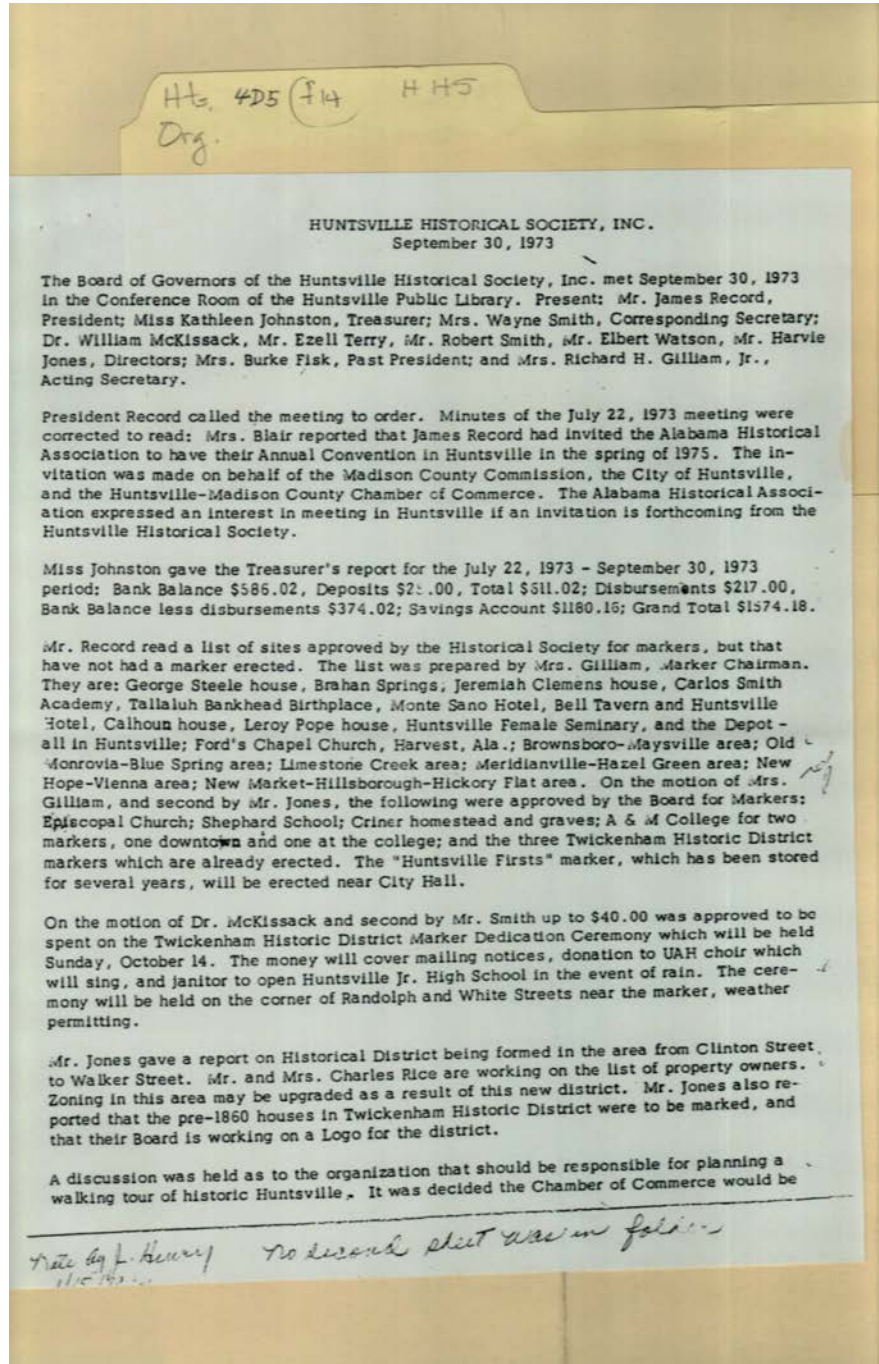 Hts. 4D5 (f14 HHS
Org.
HUNTSVILLE HISTORICAL SOCIETY, INC.
September 30, 1973
The Board of Governors of the Huntsville Historical Society, Inc. met September 30, 1973
in the Conference Room of the Huntsville Public Library. Present: Mr. James Record,
President; Miss Kathleen Johnston, Treasurer; Mrs. Wayne Smith, Corresponding Secretary;
Dr. William McKissack, Mr. Ezell Terry, Mr. Robert Smith, Mr. Elbert Watson, Mr. Harvie
Jones, Directors; Mrs. Burke Fisk, Past President; and Mrs. Richard H. Gilliam, Jr.,
Acting Secretary.
President Record called the meeting to order. Minutes of the July 22, 1973 meeting were
corrected to read: Mrs. Blair reported that James Record had invited the Alabama Historical
Association to have their Annual Convention in Huntsville in the spring of 1975. The in-
vitation was made on behalf of the Madison County Commission, the City of Huntsville,
and the Huntsville-Madison County Chamber of Commerce. The Alabama Historical Associ-
ation expressed an interest in meeting in Huntsville if an invitation is forthcoming from the
Huntsville Historical Society.
Miss Johnston gave the Treasurer's report for the July 22, 1973 - September 30, 1973
period: Bank Balance $586.02, Deposits Total Disbursements $217.00,
Bank Balance less disbursements $374.02; Savings Account Grand Total $1574.18.
Mr. Record read a list of sites approved by the Historical Society for markers, but that
have not had a marker erected. The list was prepared by Mrs. Gilliam, Marker Chairman.
They are: George Steele house, Brahan Springs, Jeremiah Clemens house, Carlos Smith
Academy, Tallaluh Bankhead Birthplace, Monte Sano Hotel, Bell Tavern and Huntsville
Hotel, Calhoun house, Leroy Pope house, Huntsville Female Seminary, and the Depot -
all in Huntsville; Ford's Chapel Church, Harvest, Ala.; Brownsboro-Maysville area; Old
Monrovia-Blue Spring area; Limestone Creek area; Meridianville-Hazel Green area; New
Hope-Vienna area; New Market-Hillsborough-Hickory Flat area. On the motion of Mrs.
Gilliam, and second by Mr. Jones, the following were approved by the Board for Markers:
Episcopal Church; Shephard School; Criner homestead and graves; A & M College for two
markers, one downtown and one at the college; and the three Twickenham Historic District
markers which are already erected. The "Huntsville Firsts" marker, which has been stored
for several years, will be erected near City Hall.
On the motion of Dr. McKissack and second by Mr. Smith up to $40.00 was approved to be
spent on the Twickenham Historic District Marker Dedication Ceremony which will be held
Sunday, October 14. The money will cover mailing notices, donation to UAH choir which
will sing, and janitor to open Huntsville Jr. High School in the event of rain. The cere-
mony will be held on the corner of Randolph and White Streets near the marker, weather
permitting.
Mr. Jones gave a report on Historical District being formed in the area from Clinton Street
to Walker Street. Mr. and Mrs. Charles Rice are working on the list of property owners.
Zoning in this area may be upgraded as a result of this new district. Mr. Jones also re-
ported that the pre-1860 houses in Twickenham Historic District were to be marked, and
that their Board is working on a Logo for the district.
A discussion was held as to the organization that should be responsible for planning a
walking tour of historic Huntsville. It was decided the Chamber of Commerce would be
Note by J. Henry No second sheet was in folder